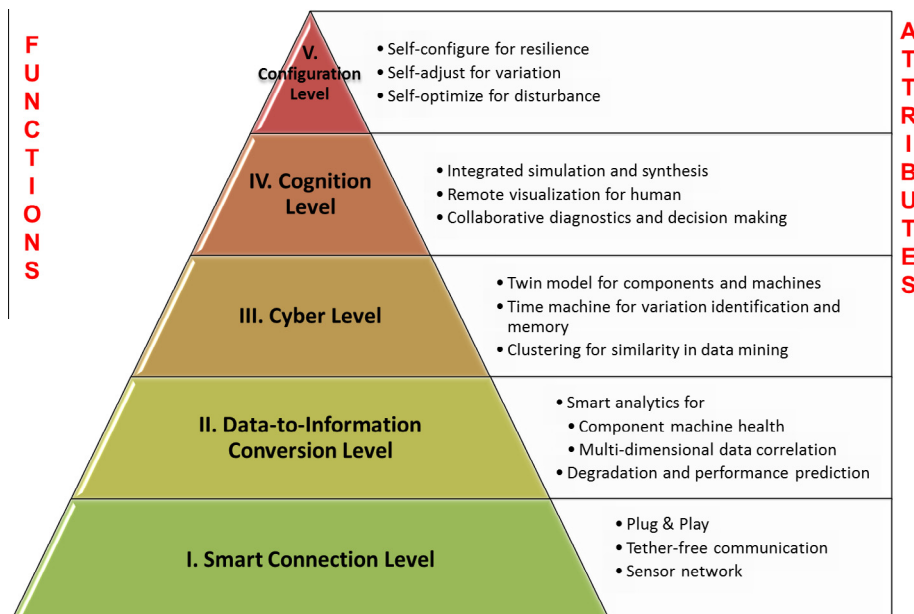 FUNCTIONS
ATTRIBUTES
V.
Configuration
Level
• Self-configure for resilience
• Self-adjust for variation
• Self-optimize for disturbance
IV. Cognition
Level
• Integrated simulation and synthesis
• Remote visualization for human
• Collaborative diagnostics and decision making
III. Cyber Level
• Twin model for components and machines
• Time machine for variation identification and
memory
• Clustering for similarity in data mining
II. Data-to-Information
Conversion Level
• Smart analytics for
• Component machine health
• Multi-dimensional data correlation
• Degradation and performance prediction
I. Smart Connection Level
• Plug & Play
• Tether-free communication
• Sensor network